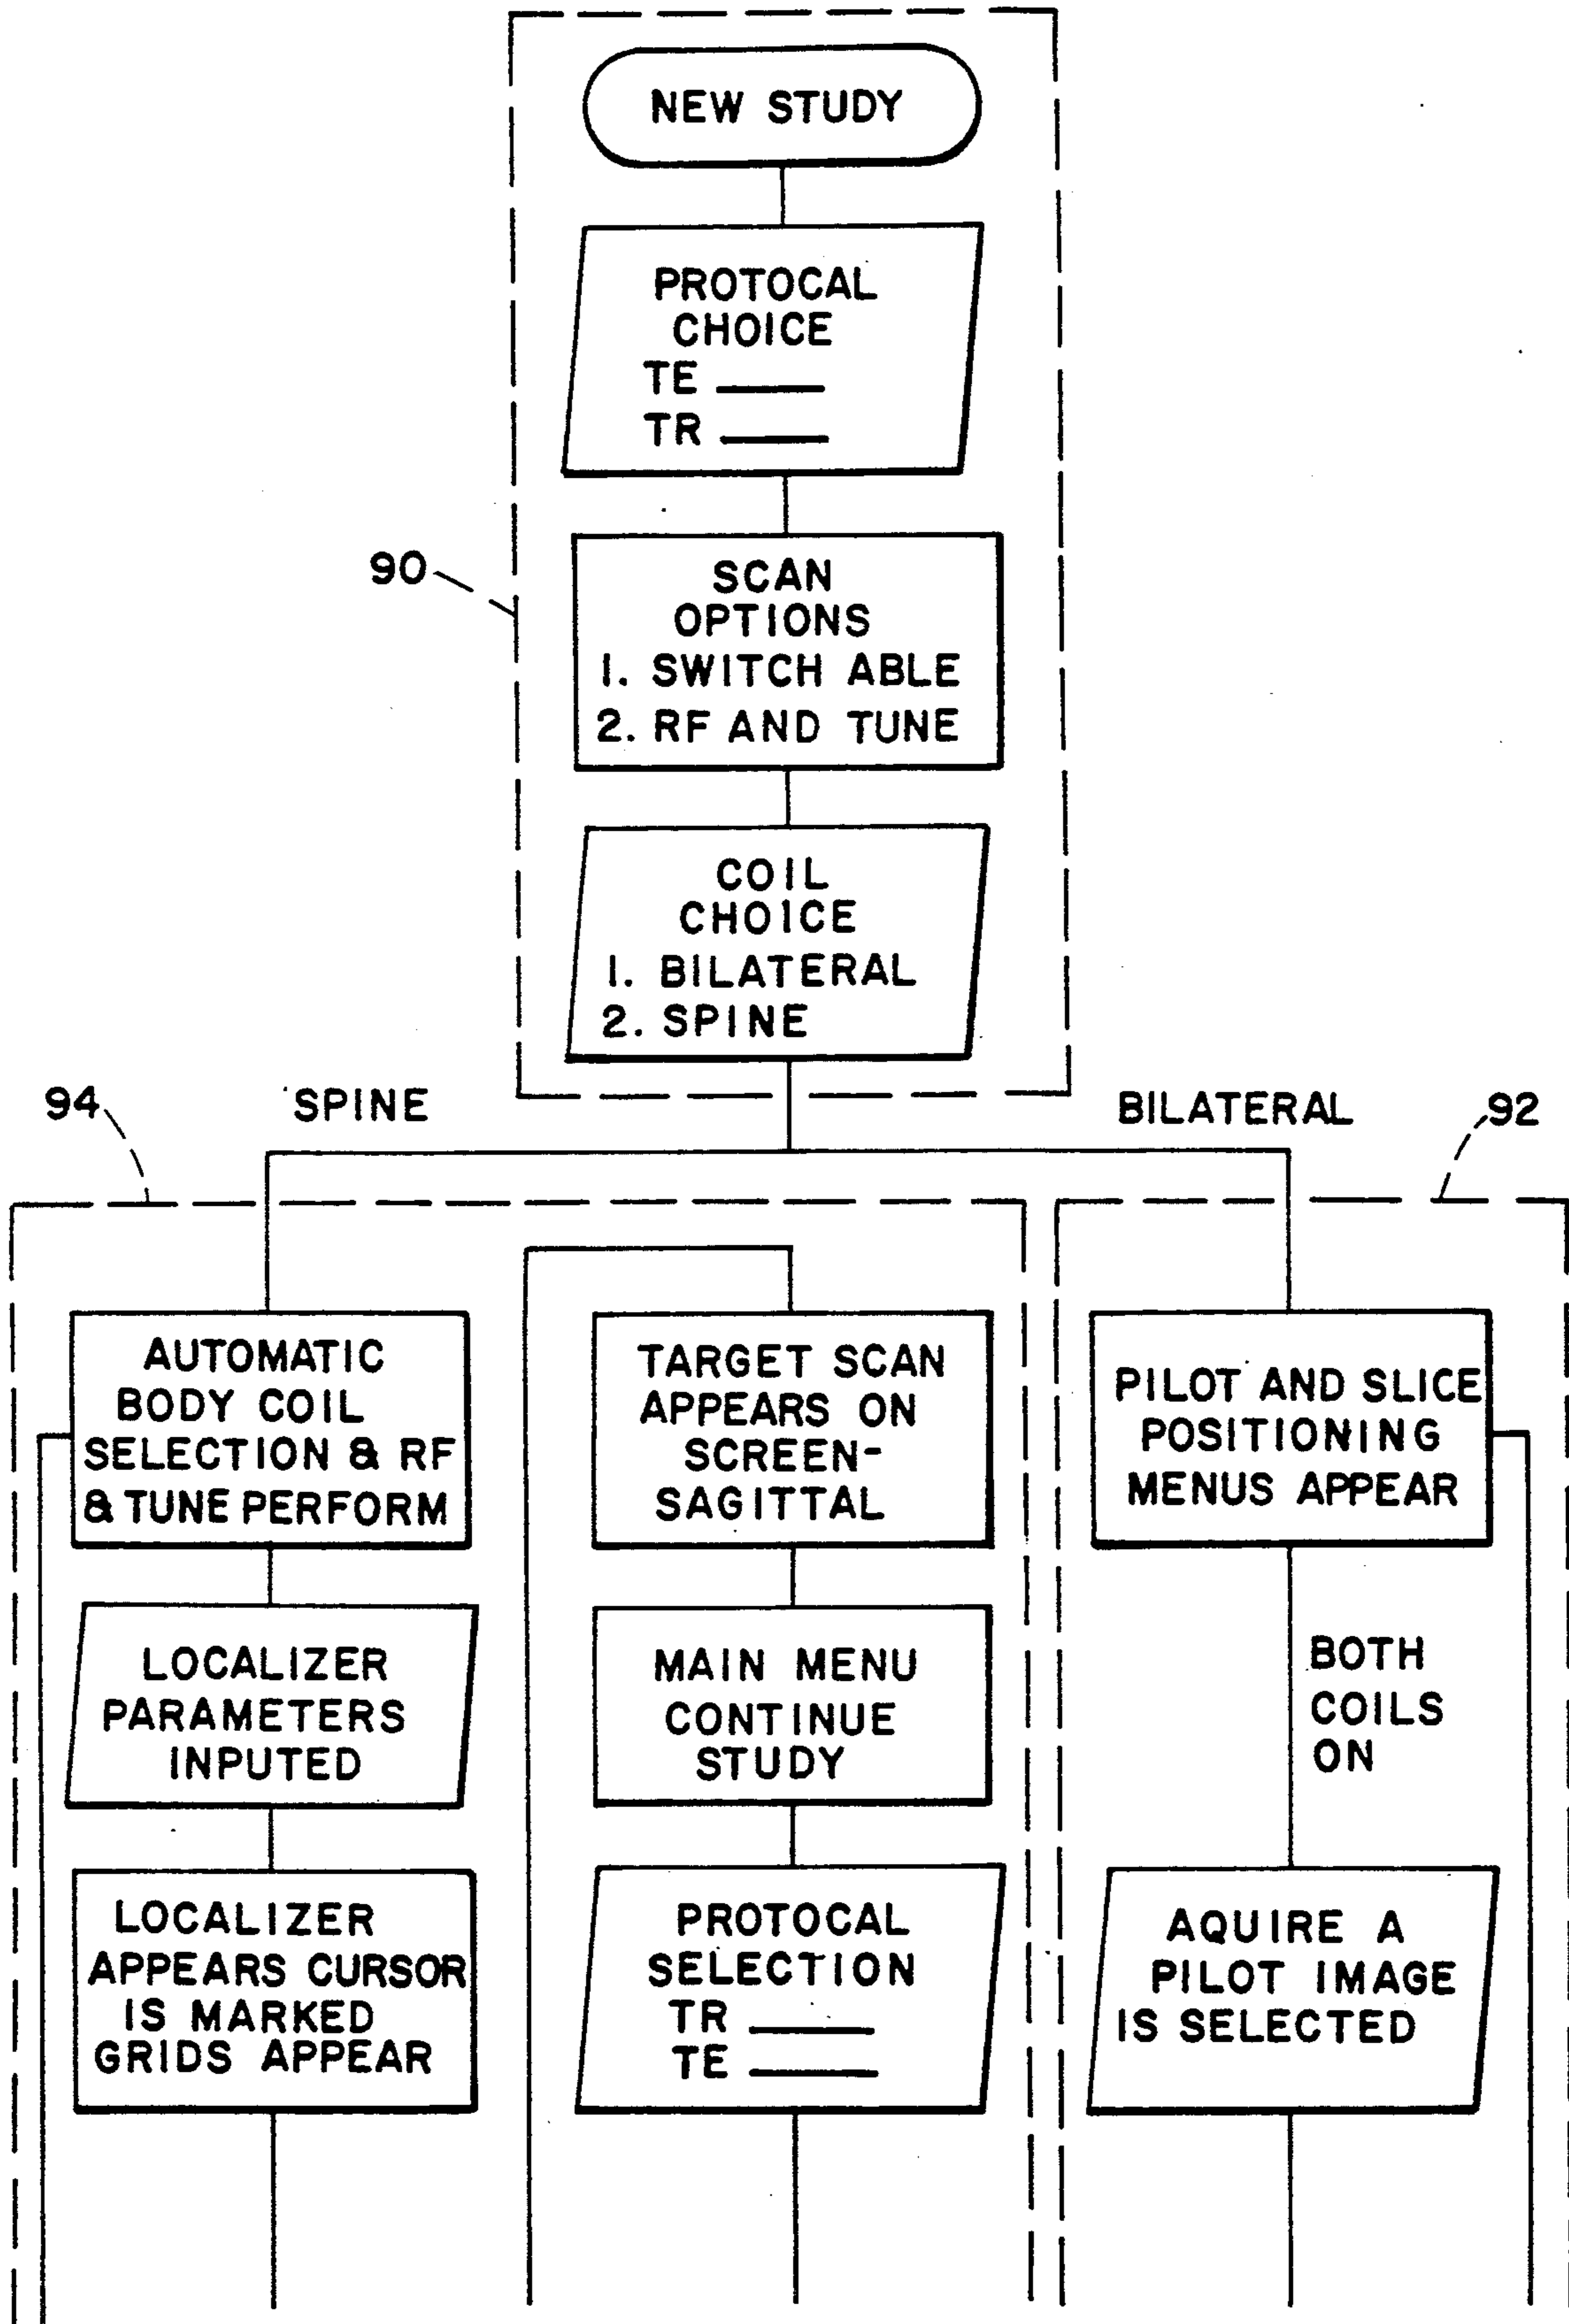 NEW STUDY
PROTOCAL
CHOICE
TE
TR
90
SCAN
OPTIONS
1. SWITCH ABLE
2. RF AND TUNE
COIL
CHOICE
1. BILATERAL
2. SPINE
94
SPINE
BILATERAL
92
AUTOMATIC
BODY COIL
SELECTION & RF
& TUNE PERFORM
LOCALIZER
PARAMETERS
INPUTED
LOCALIZER
APPEARS CURSOR
IS MARKED
GRIDS APPEAR
TARGET SCAN
APPEARS ON
SCREEN-
SAGITTAL
MAIN MENU
CONTINUE
STUDY
PROTOCAL
SELECTION
TR
TE
PILOT AND SLICE
POSITIONING
MENUS APPEAR
BOTH
COILS
ON
AQUIRE A
PILOT IMAGE
IS SELECTED